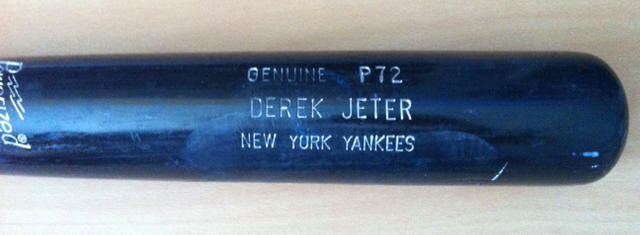 GENUINE P72
DEREK JETER
NEW YORK YANKEES